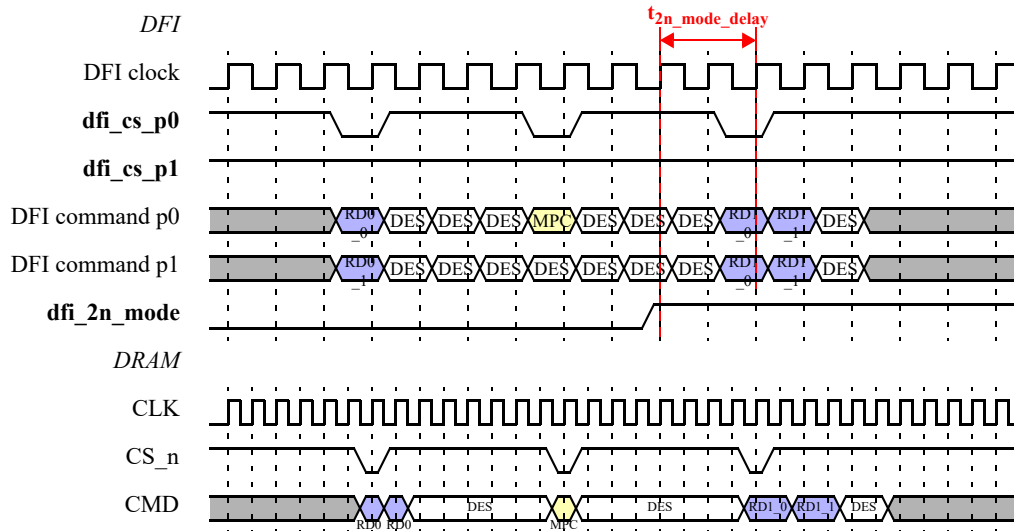 DFI
t2n_mode_delay
DFI clock
dfi_cs_p0
dfi_cs_p1
DFI command p0 RD0_0 DES DES DES MPC DES DES DES RD1_0 RD1_1 DES
DFI command p1 RD0_1 DES DES DES DES DES DES DES RD1_0 RD1_1 DES
dfi_2n_mode
DRAM
CLK
CS_n
CMD RD0 RD0 DES MPC DES RD1_0 RD1_1 DES